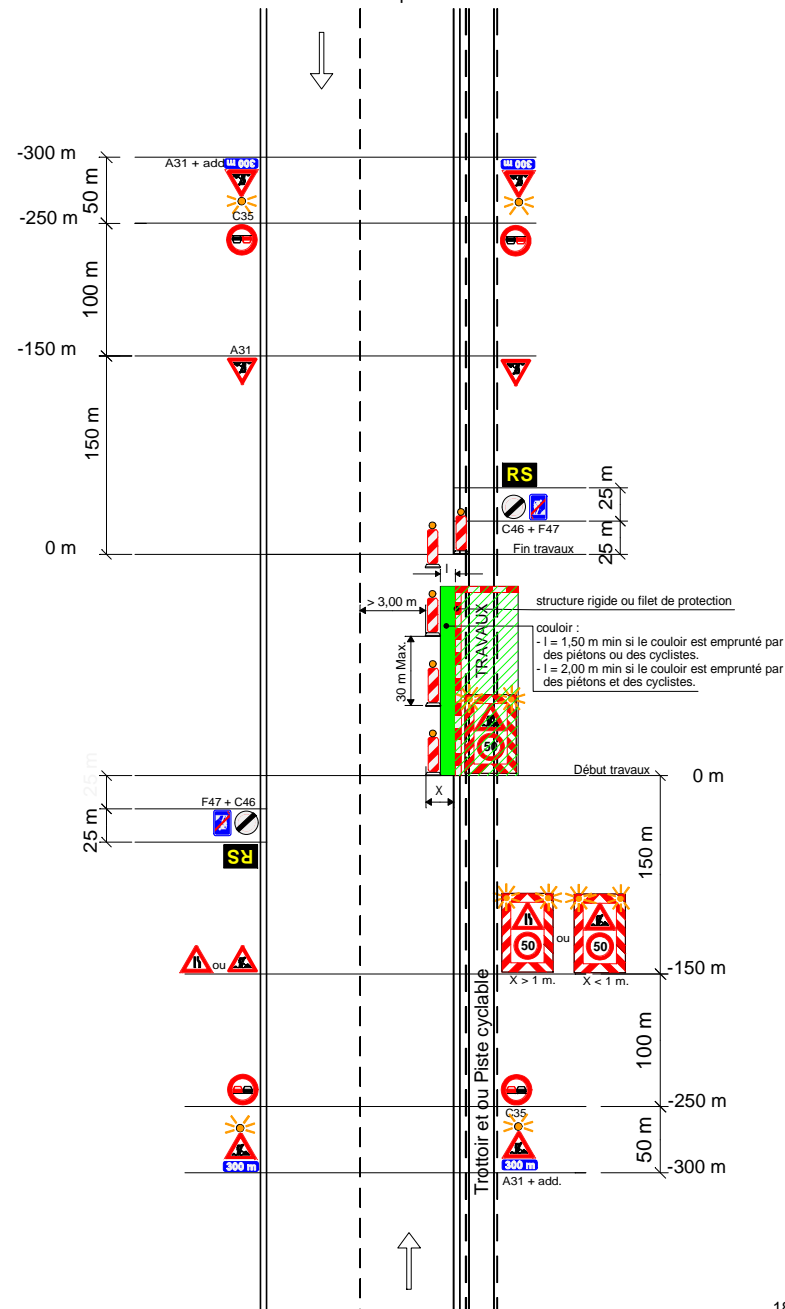 -300 m
A31 + add.
300 m
300 m
50 m
-250 m
C35
100 m
-150 m
A31
150 m
RS
25 m
C46 + F47
25 m
0 m
Fin travaux
l
> 3,00 m
structure rigide ou filet de protection
TRAVAUX
couloir :
- l = 1,50 m min si le couloir est emprunté par
des piétons ou des cyclistes.
- l = 2,00 m min si le couloir est emprunté par
des piétons et des cyclistes.
30 m Max.
50
Début travaux
0 m
25 m
X
F47 + C46
25 m
RS
150 m
ou
50
ou
50
X > 1 m.
X < 1 m.
-150 m
Trottoir et ou Piste cyclable
100 m
-250 m
C35
50 m
300 m
300 m
-300 m
A31 + add.
18